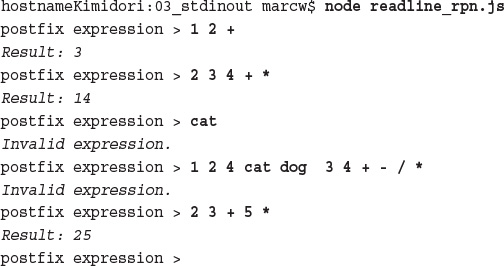 hostnameKimidori:03_stdinout marcw$ node readline_rpn.js
postfix expression > 1 2 +
Result: 3
postfix expression > 2 3 4 + *
Result: 14
postfix expression > cat
Invalid expression.
postfix expression > 1 2 4 cat dog  3 4 + - / *
Invalid expression.
postfix expression > 2 3 + 5 *
Result: 25
postfix expression >